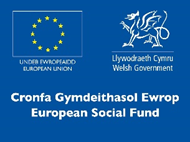 UNDEB EWROPEAIDD
EUROPEAN UNION
Llywodraeth Cymru
Welsh Government
Cronfa Gymdeithasol Ewrop
European Social Fund